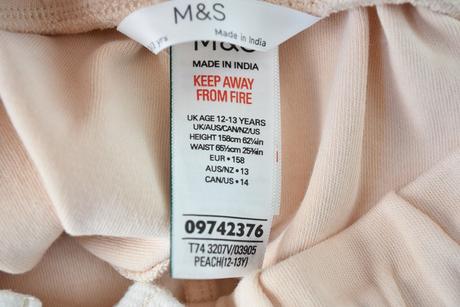 M&S
Made in India
yrs
M&S
MADE IN INDIA
KEEP AWAY
FROM FIRE
UK AGE 12-13 YEARS
UK/AUS/CAN/NZ/US
HEIGHT 158cm 62¼in
WAIST 65½cm 25¾in
EUR • 158
AUS/NZ • 13
CAN/US • 14
09742376
T74 3207V/03905
PEACH(12-13Y)